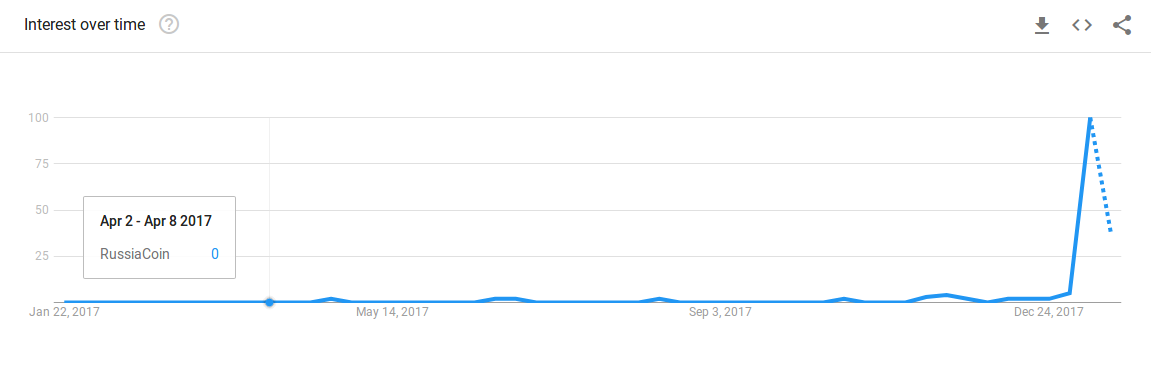 Interest over time
100
75
50
25
Apr 2 - Apr 8 2017
RussiaCoin 0
Jan 22, 2017 May 14, 2017 Sep 3, 2017 Dec 24, 2017